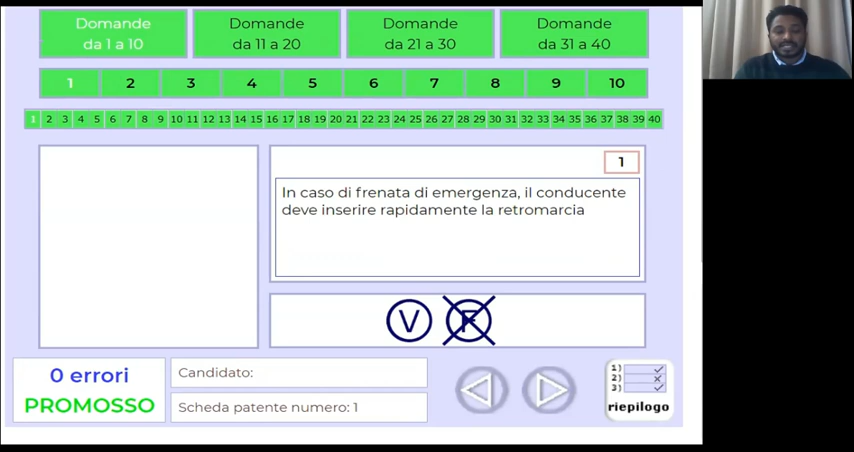 Domande
da 1 a 10
Domande
da 11 a 20
Domande
da 21 a 30
Domande
da 31 a 40
1 2 3 4 5 6 7 8 9 10
1 2 3 4 5 6 7 8 9 10 11 12 13 14 15 16 17 18 19 20 21 22 23 24 25 26 27 28 29 30 31 32 33 34 35 36 37 38 39 40
1
In caso di frenata di emergenza, il conducente
deve inserire rapidamente la retromarcia
V F
0 errori
PROMOSSO
Candidato:
Scheda patente numero: 1
1)
2)
3)
riepilogo